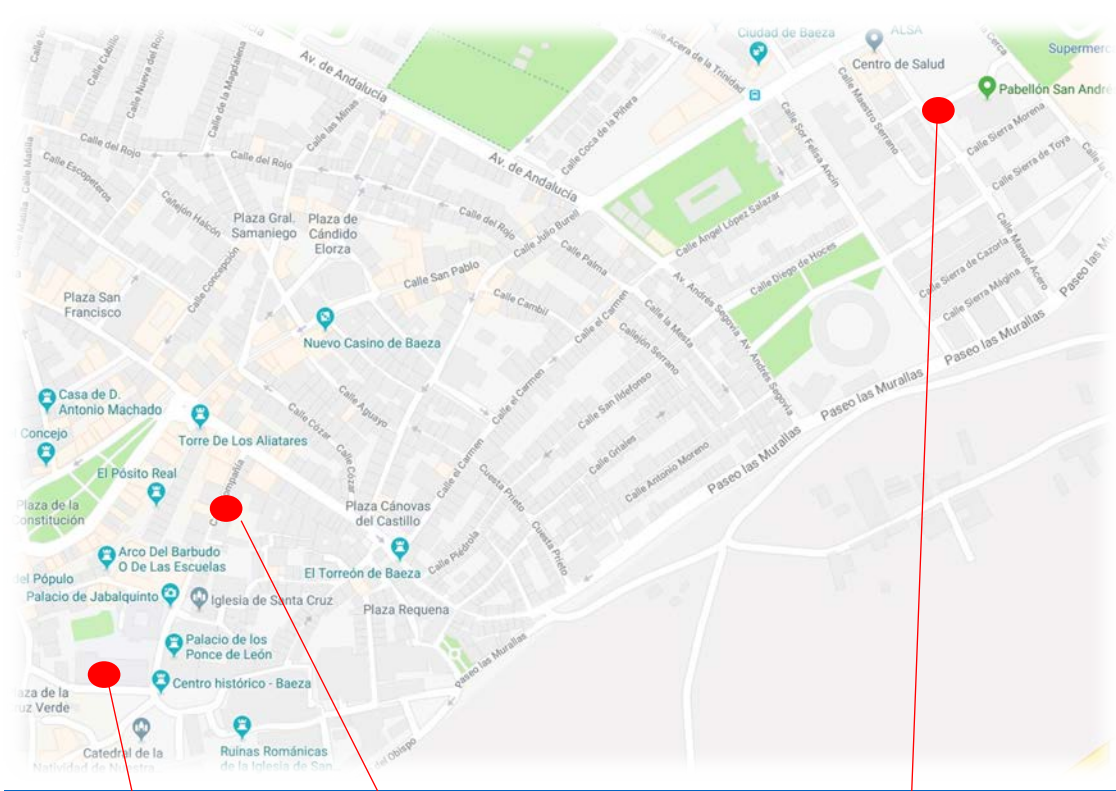 Ciudad de Baeza
ALSA
Supermerc
Centro de Salud
Pabellón San André
Calle Acera de la Trinidad
Calle Cubillo
Calle Nueva del Rojo
Calle de la Magdalena
Av. de Andalucía
Calle las Minas
Calle Coca de la Piñera
Calle Sor Felisa Ancín
Calle Maestro Serrano
Calle Sierra Morena
Calle Sierra de Toya
Calle Matilla
Calle del Rojo
Calle del Rojo
Calle Escopeteros
Callejón Halcón
Av. de Andalucía
Calle del Rojo
Calle Julio Burell
Calle Palma
Calle Ángel López Salazar
Plaza Gral.
Samaniego
Plaza de
Cándido
Elorza
Calle San Pablo
Calle Concepción
Calle Diego de Hoces
Calle Manuel Acero
Calle Sierra de Cazorla
Calle Sierra Mágina
Paseo las M
Plaza San
Francisco
Calle Cambil
Calle el Carmen
Calle la Mesta
Av. Andrés Segovia
Av. Andrés Segovia
Callejón Serrano
Nuevo Casino de Baeza
Paseo las Murallas
Paseo las Murallas
Casa de D.
Antonio Machado
Calle Aguayo
Calle el Carmen
Calle San Ildefonso
Concejo
Torre De Los Aliatares
Calle Cózar
Calle Cózar
Calle el Carmen
Calle Griales
Calle Antonio Moreno
Paseo las Murallas
El Pósito Real
Compañía
Cuesta Prieto
Cuesta Prieto
Plaza de la
Constitución
Plaza Cánovas
del Castillo
Arco Del Barbudo
O De Las Escuelas
El Torreón de Baeza
Calle Piédrola
del Pópulo
Palacio de Jabalquinto
Iglesia de Santa Cruz
Plaza Requena
Palacio de los
Ponce de León
Paseo las Murallas
Centro histórico - Baeza
aza de la
uz Verde
Catedral de la
Natividad de Nuestra
Ruinas Románicas
de la Iglesia de San
del Obispo